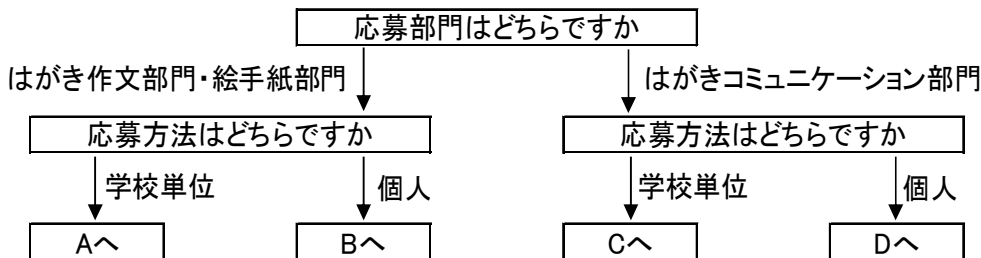 応募部門はどちらですか
はがき作文部門・絵手紙部門
はがきコミュニケーション部門
応募方法はどちらですか
応募方法はどちらですか
学校単位
個人
学校単位
個人
Aへ
Bへ
Cへ
Dへ